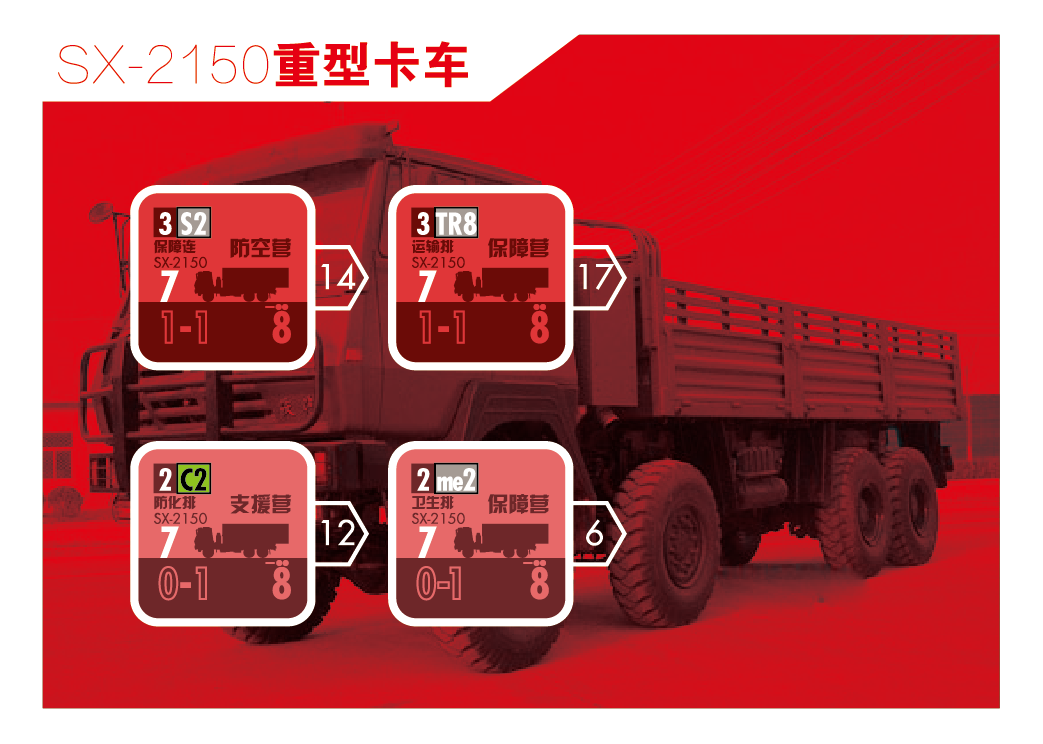 SX-2150重型卡车
3 S2
保障连 防空营
SX-2150
7
1-1 8
14
3 TR8
运输排 保障营
SX-2150
7
1-1 8
17
2 C2
防化排 支援营
SX-2150
7
0-1 8
12
2 me2
卫生排 保障营
SX-2150
7
0-1 8
6